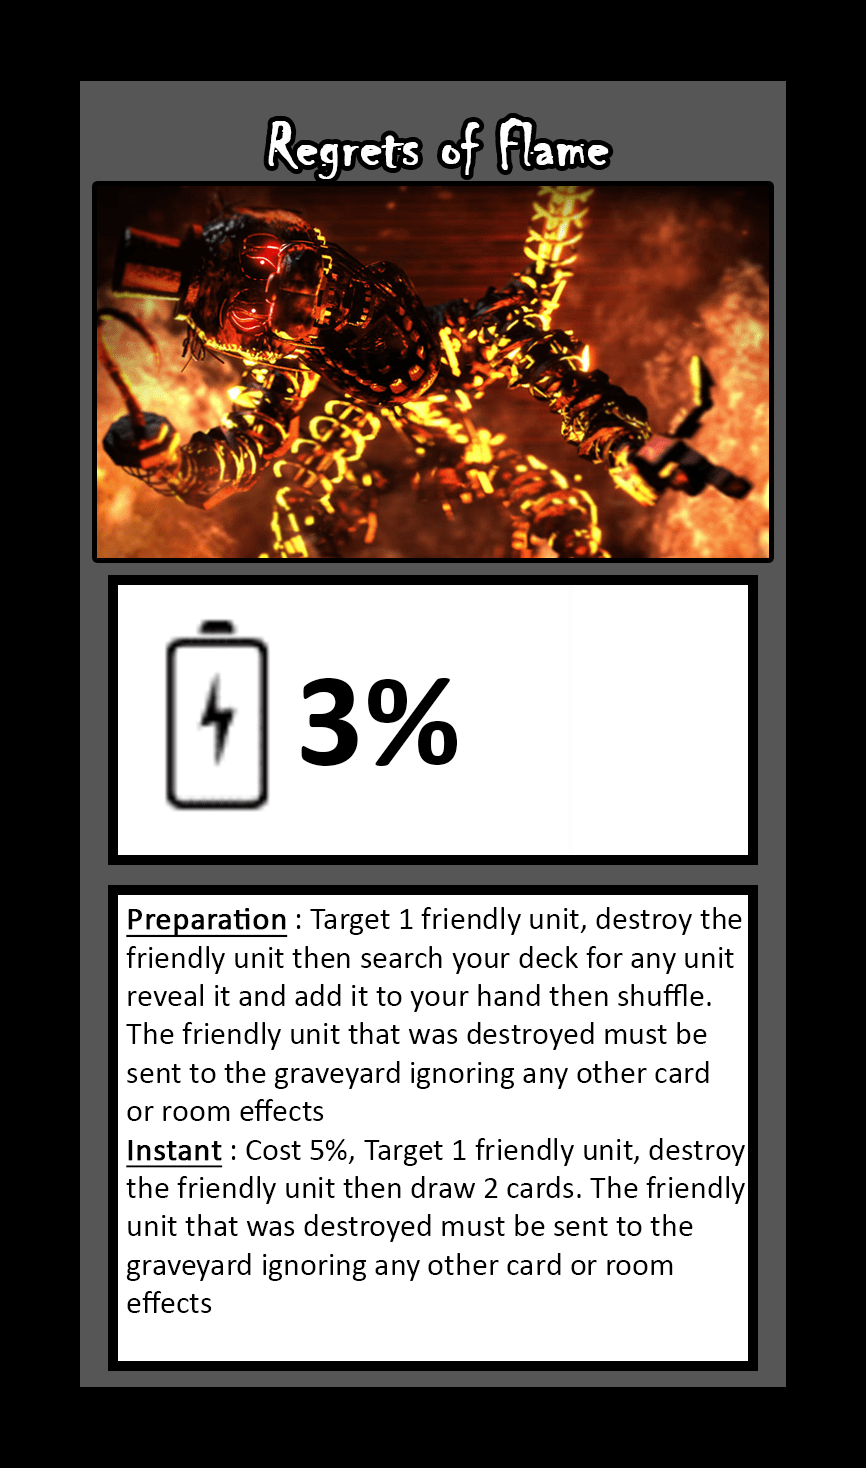 Regrets of Flame
3%
Preparation : Target 1 friendly unit, destroy the
friendly unit then search your deck for any unit
reveal it and add it to your hand then shuffle.
The friendly unit that was destroyed must be
sent to the graveyard ignoring any other card
or room effects
Instant : Cost 5%, Target 1 friendly unit, destroy
the friendly unit then draw 2 cards. The friendly
unit that was destroyed must be sent to the
graveyard ignoring any other card or room
effects